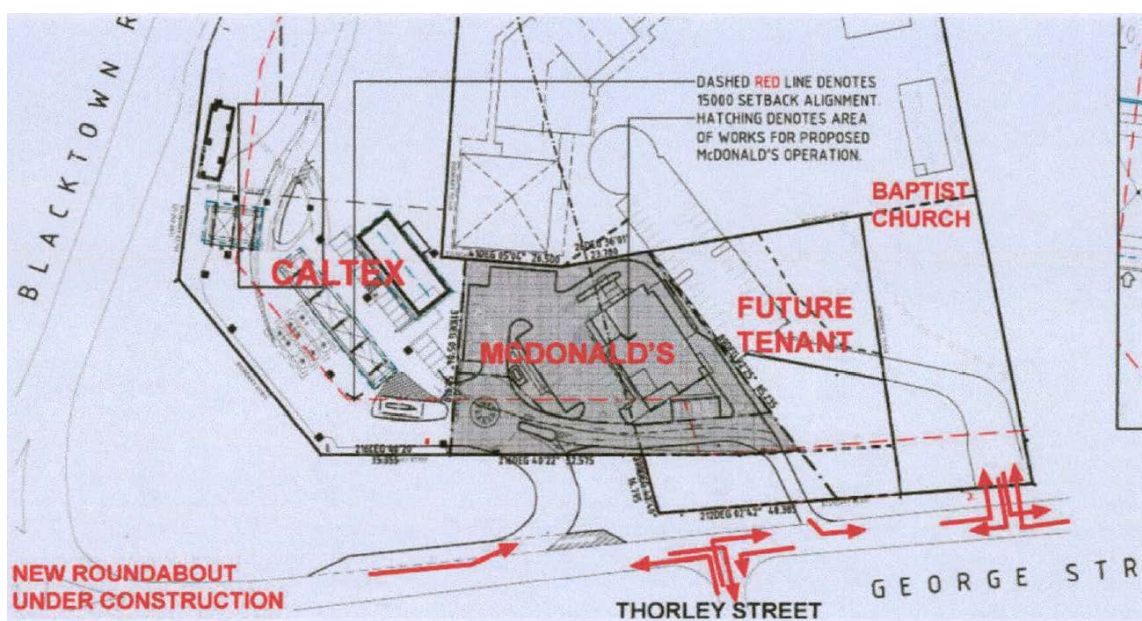 BLACKTOWN R
DASHED RED LINE DENOTES
15000 SETBACK ALIGNMENT.
HATCHING DENOTES AREA
OF WORKS FOR PROPOSED
McDONALD'S OPERATION.
BAPTIST
CHURCH
CALTEX
MCDONALD'S
FUTURE
TENANT
NEW ROUNDABOUT
UNDER CONSTRUCTION
THORLEY STREET
GEORGE STR